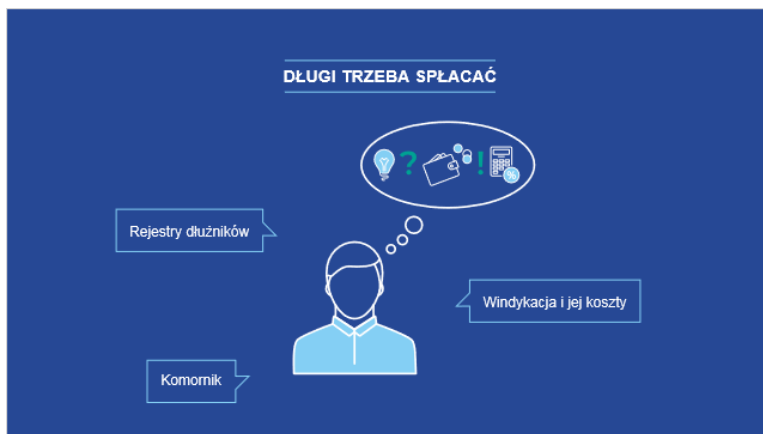 DŁUGI TRZEBA SPŁACAĆ
? !
%
Rejestry dłużników
Windykacja i jej koszty
Komornik